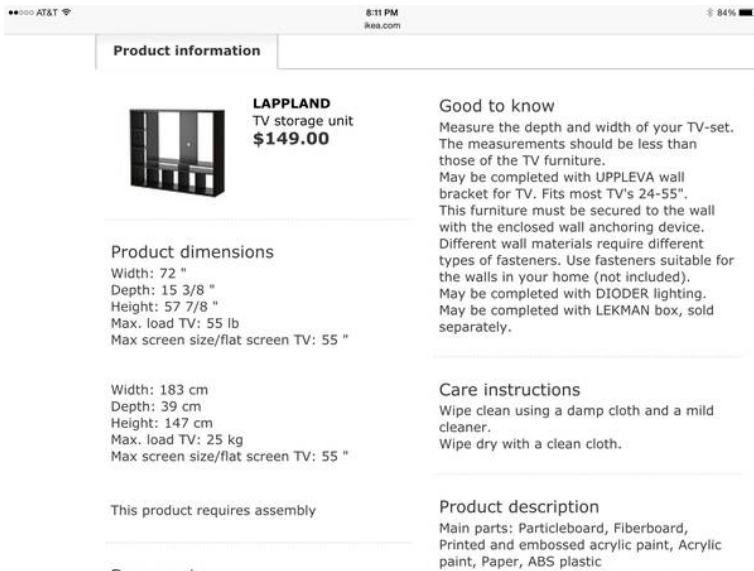 AT&T 8:11 PM 84%
ikea.com
Product information
LAPPLAND
TV storage unit
$149.00
Product dimensions
Width: 72 "
Depth: 15 3/8 "
Height: 57 7/8 "
Max. load TV: 55 lb
Max screen size/flat screen TV: 55 "
Width: 183 cm
Depth: 39 cm
Height: 147 cm
Max. load TV: 25 kg
Max screen size/flat screen TV: 55 "
This product requires assembly
Good to know
Measure the depth and width of your TV-set.
The measurements should be less than
those of the TV furniture.
May be completed with UPPLEVA wall
bracket for TV. Fits most TV's 24-55".
This furniture must be secured to the wall
with the enclosed wall anchoring device.
Different wall materials require different
types of fasteners. Use fasteners suitable for
the walls in your home (not included).
May be completed with DIODER lighting.
May be completed with LEKMAN box, sold
separately.
Care instructions
Wipe clean using a damp cloth and a mild
cleaner.
Wipe dry with a clean cloth.
Product description
Main parts: Particleboard, Fiberboard,
Printed and embossed acrylic paint, Acrylic
paint, Paper, ABS plastic